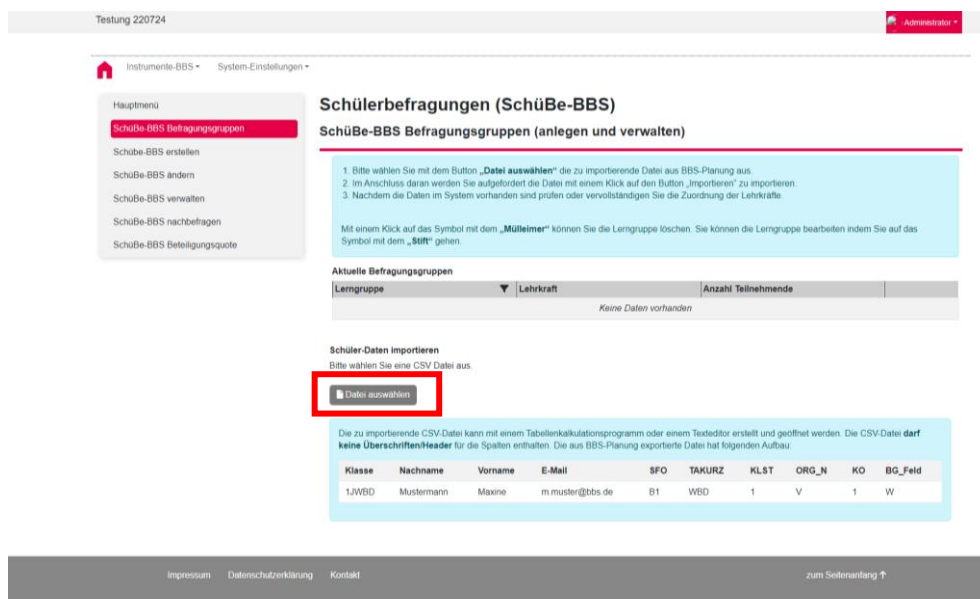 Testung 220724
Administrator
Instrumente-BBS
System-Einstellungen
Hauptmenü
SchüBe-BBS Befragungsgruppen
Schübe-BBS erstellen
SchüBe-BBS ändern
SchüBe-BBS verwalten
SchüBe-BBS nachbefragen
SchüBe-BBS Beteiligungsquote
Schülerbefragungen (SchüBe-BBS)
SchüBe-BBS Befragungsgruppen (anlegen und verwalten)
1. Bitte wählen Sie mit dem Button „Datei auswählen" die zu importierende Datei aus BBS-Planung aus.
2. Im Anschluss daran werden Sie aufgefordert die Datei mit einem Klick auf den Button „Importieren" zu importieren.
3. Nachdem die Daten im System vorhanden sind prüfen oder vervollständigen Sie die Zuordnung der Lehrkräfte.
Mit einem Klick auf das Symbol mit dem „Mülleimer" können Sie die Lerngruppe löschen. Sie können die Lerngruppe bearbeiten indem Sie auf das
Symbol mit dem „Stift" gehen.
Aktuelle Befragungsgruppen
Lerngruppe Lehrkraft Anzahl Teilnehmende
Keine Daten vorhanden
Schüler-Daten importieren
Bitte wählen Sie eine CSV Datei aus.
Datei auswählen
Die zu importierende CSV-Datei kann mit einem Tabellenkalkulationsprogramm oder einem Texteditor erstellt und geöffnet werden. Die CSV-Datei darf
keine Überschriften/Header für die Spalten enthalten. Die aus BBS-Planung exportierte Datei hat folgenden Aufbau:
Klasse Nachname Vorname E-Mail SFO TAKURZ KLST ORG_N KO BG_Feld
1JWBD Mustermann Maxine m.muster@bbs.de B1 WBD 1 V 1 W
Impressum Datenschutzerklärung Kontakt zum Seitenanfang ↑